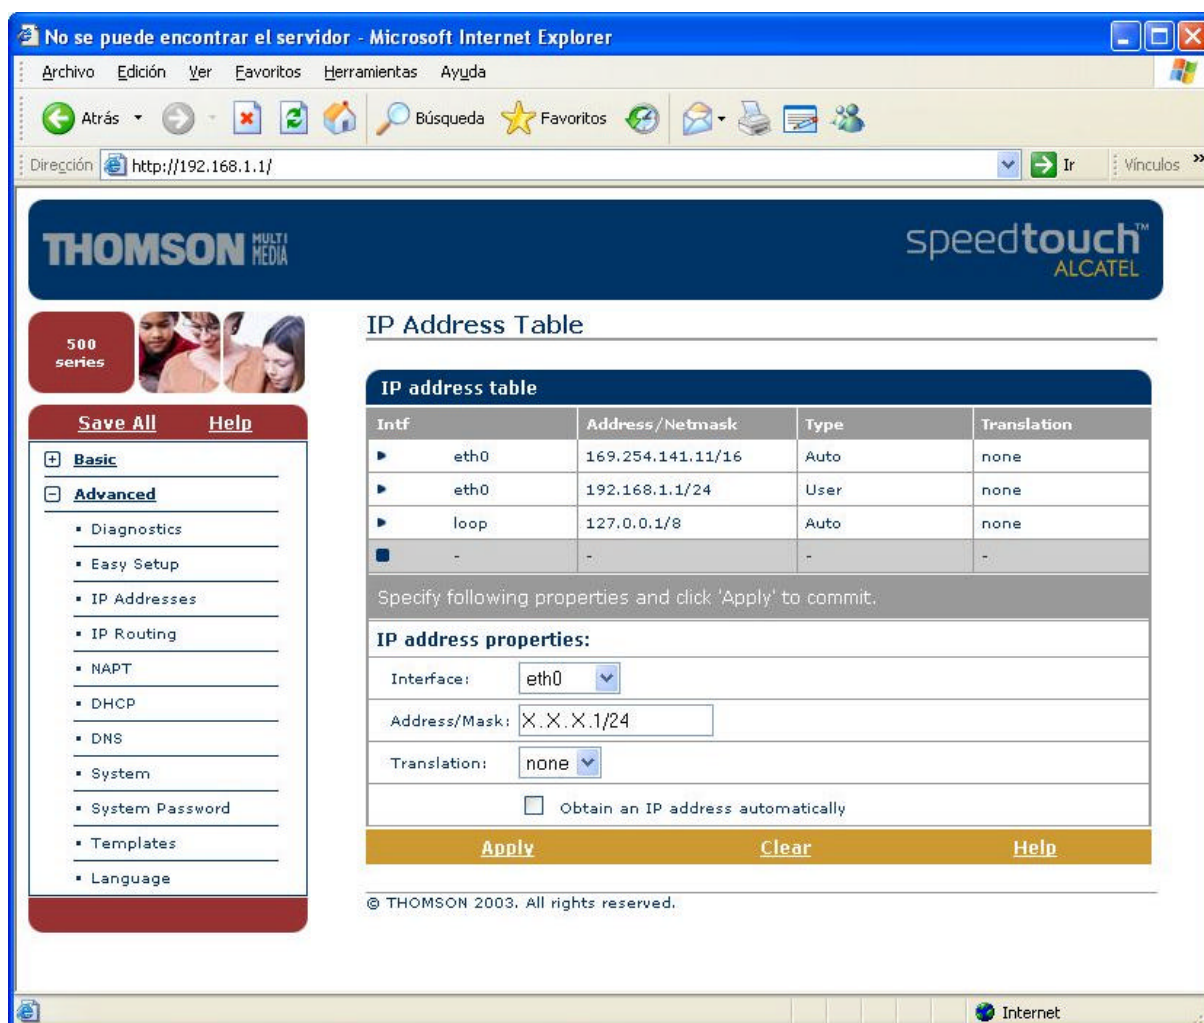 No se puede encontrar el servidor - Microsoft Internet Explorer
Archivo Edición Ver Favoritos Herramientas Ayuda
Atrás Búsqueda Favoritos
Dirección http://192.168.1.1/ Ir Vínculos »
THOMSON MULTI MEDIA
speedtouch™
ALCATEL
500
series
Save All Help
Basic
Advanced
Diagnostics
Easy Setup
IP Addresses
IP Routing
NAPT
DHCP
DNS
System
System Password
Templates
Language
IP Address Table
IP address table
Intf Address/Netmask Type Translation
eth0 169.254.141.11/16 Auto none
eth0 192.168.1.1/24 User none
loop 127.0.0.1/8 Auto none
- - - -
Specify following properties and click 'Apply' to commit.
IP address properties:
Interface: eth0
Address/Mask: X.X.X.1/24
Translation: none
Obtain an IP address automatically
Apply Clear Help
© THOMSON 2003. All rights reserved.
Internet